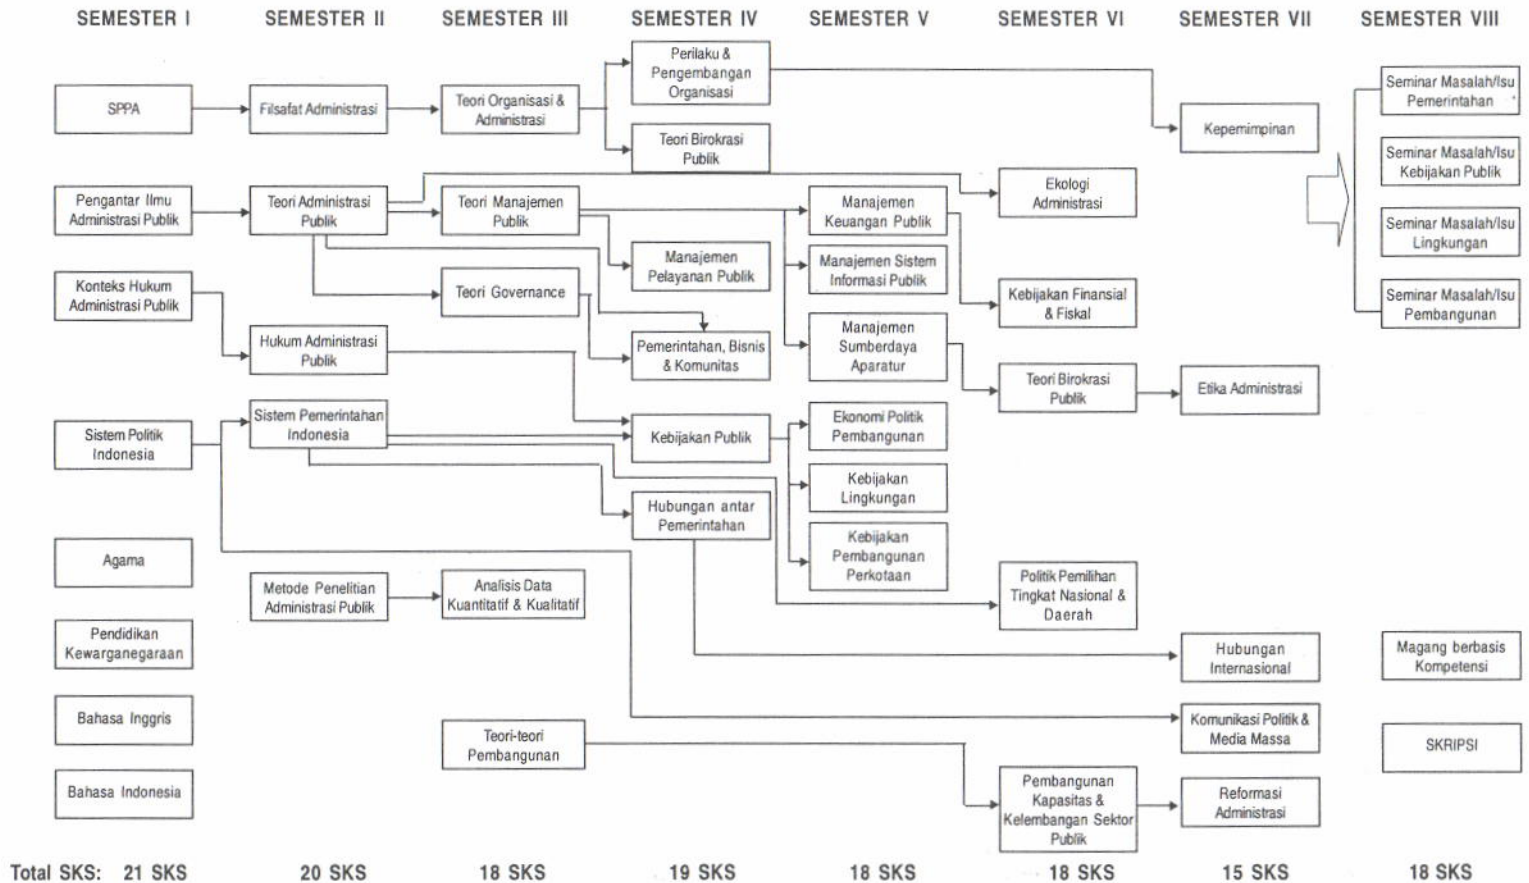 SEMESTER I
SEMESTER II
SEMESTER III
SEMESTER IV
SEMESTER V
SEMESTER VI
SEMESTER VII
SEMESTER VIII
SPPA
Pengantar Ilmu
Administrasi Publik
Konteks Hukum
Administrasi Publik
Sistem Politik
Indonesia
Agama
Pendidikan
Kewarganegaraan
Bahasa Inggris
Bahasa Indonesia
Filsafat Administrasi
Teori Administrasi
Publik
Hukum Administrasi
Publik
Sistem Pemerintahan
Indonesia
Metode Penelitian
Administrasi Publik
Teori Organisasi &
Administrasi
Teori Manajemen
Publik
Teori Governance
Analisis Data
Kuantitatif & Kualitatif
Teori-teori
Pembangunan
Perilaku &
Pengembangan
Organisasi
Teori Birokrasi
Publik
Manajemen
Pelayanan Publik
Pemerintahan, Bisnis
& Komunitas
Kebijakan Publik
Hubungan antar
Pemerintahan
Manajemen
Keuangan Publik
Manajemen Sistem
Informasi Publik
Manajemen
Sumberdaya
Aparatur
Ekonomi Politik
Pembangunan
Kebijakan
Lingkungan
Kebijakan
Pembangunan
Perkotaan
Ekologi
Administrasi
Kebijakan Finansial
& Fiskal
Teori Birokrasi
Publik
Politik Pemilihan
Tingkat Nasional &
Daerah
Pembangunan
Kapasitas &
Kelembangan Sektor
Publik
Kepemimpinan
Etika Administrasi
Hubungan
Internasional
Komunikasi Politik &
Media Massa
Reformasi
Administrasi
Seminar Masalah/Isu
Pemerintahan
Seminar Masalah/Isu
Kebijakan Publik
Seminar Masalah/Isu
Lingkungan
Seminar Masalah/Isu
Pembangunan
Magang berbasis
Kompetensi
SKRIPSI
Total SKS: 21 SKS
20 SKS
18 SKS
19 SKS
18 SKS
18 SKS
15 SKS
18 SKS